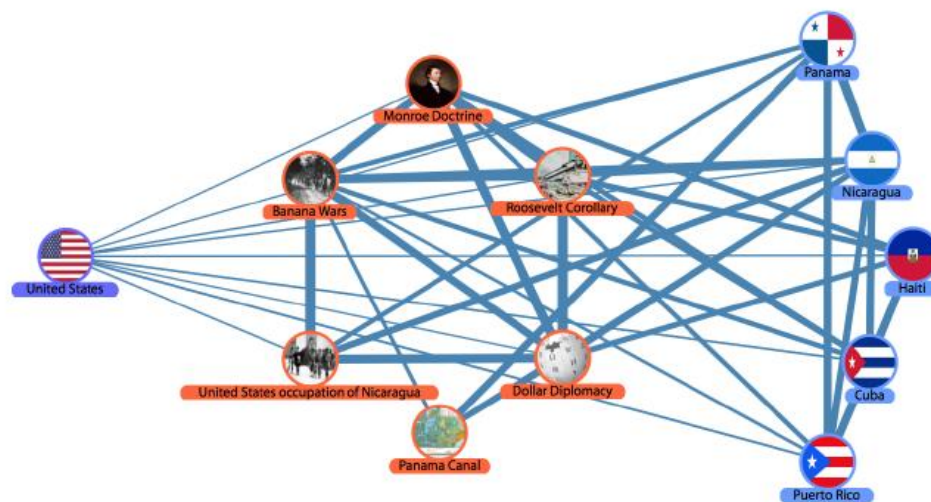 Panama
Monroe Doctrine
Nicaragua
Banana Wars
Roosevelt Corollary
United States
Haiti
United States occupation of Nicaragua
Dollar Diplomacy
Cuba
Panama Canal
Puerto Rico